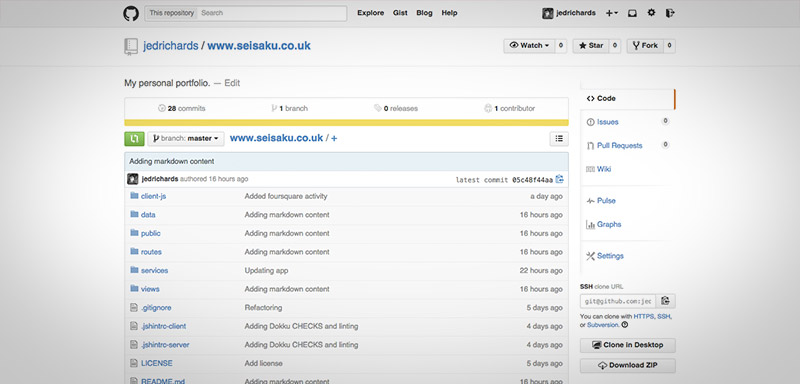 This repository Search Explore Gist Blog Help jedrichards
jedrichards / www.seisaku.co.uk Watch 0 Star 0 Fork 0
My personal portfolio. — Edit
28 commits 1 branch 0 releases 1 contributor
branch: master www.seisaku.co.uk / +
Adding markdown content
jedrichards authored 16 hours ago latest commit 05c48f44aa
client-js Added foursquare activity a day ago
data Adding markdown content 16 hours ago
public Adding markdown content 16 hours ago
routes Adding markdown content 16 hours ago
services Updating app 22 hours ago
views Adding markdown content 16 hours ago
.gitignore Refactoring 5 days ago
.jshintrc-client Adding Dokku CHECKS and linting 4 days ago
.jshintrc-server Adding Dokku CHECKS and linting 4 days ago
LICENSE Add license 5 days ago
README.md Adding markdown content 16 hours ago
Code
Issues 0
Pull Requests 0
Wiki
Pulse
Graphs
Settings
SSH clone URL
git@github.com:jec
You can clone with HTTPS, SSH,
or Subversion.
Clone in Desktop
Download ZIP